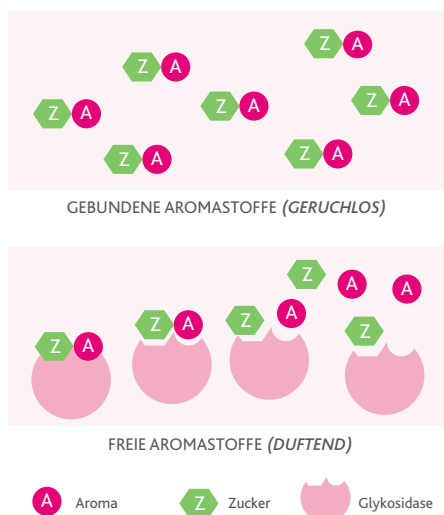 Z A
Z A
Z A
Z A
Z A
Z A
Z A
GEBUNDENE AROMASTOFFE (GERUCHLOS)
Z A A
Z A
Z A
Z A
Z
FREIE AROMASTOFFE (DUFTEND)
A Aroma Z Zucker Glykosidase